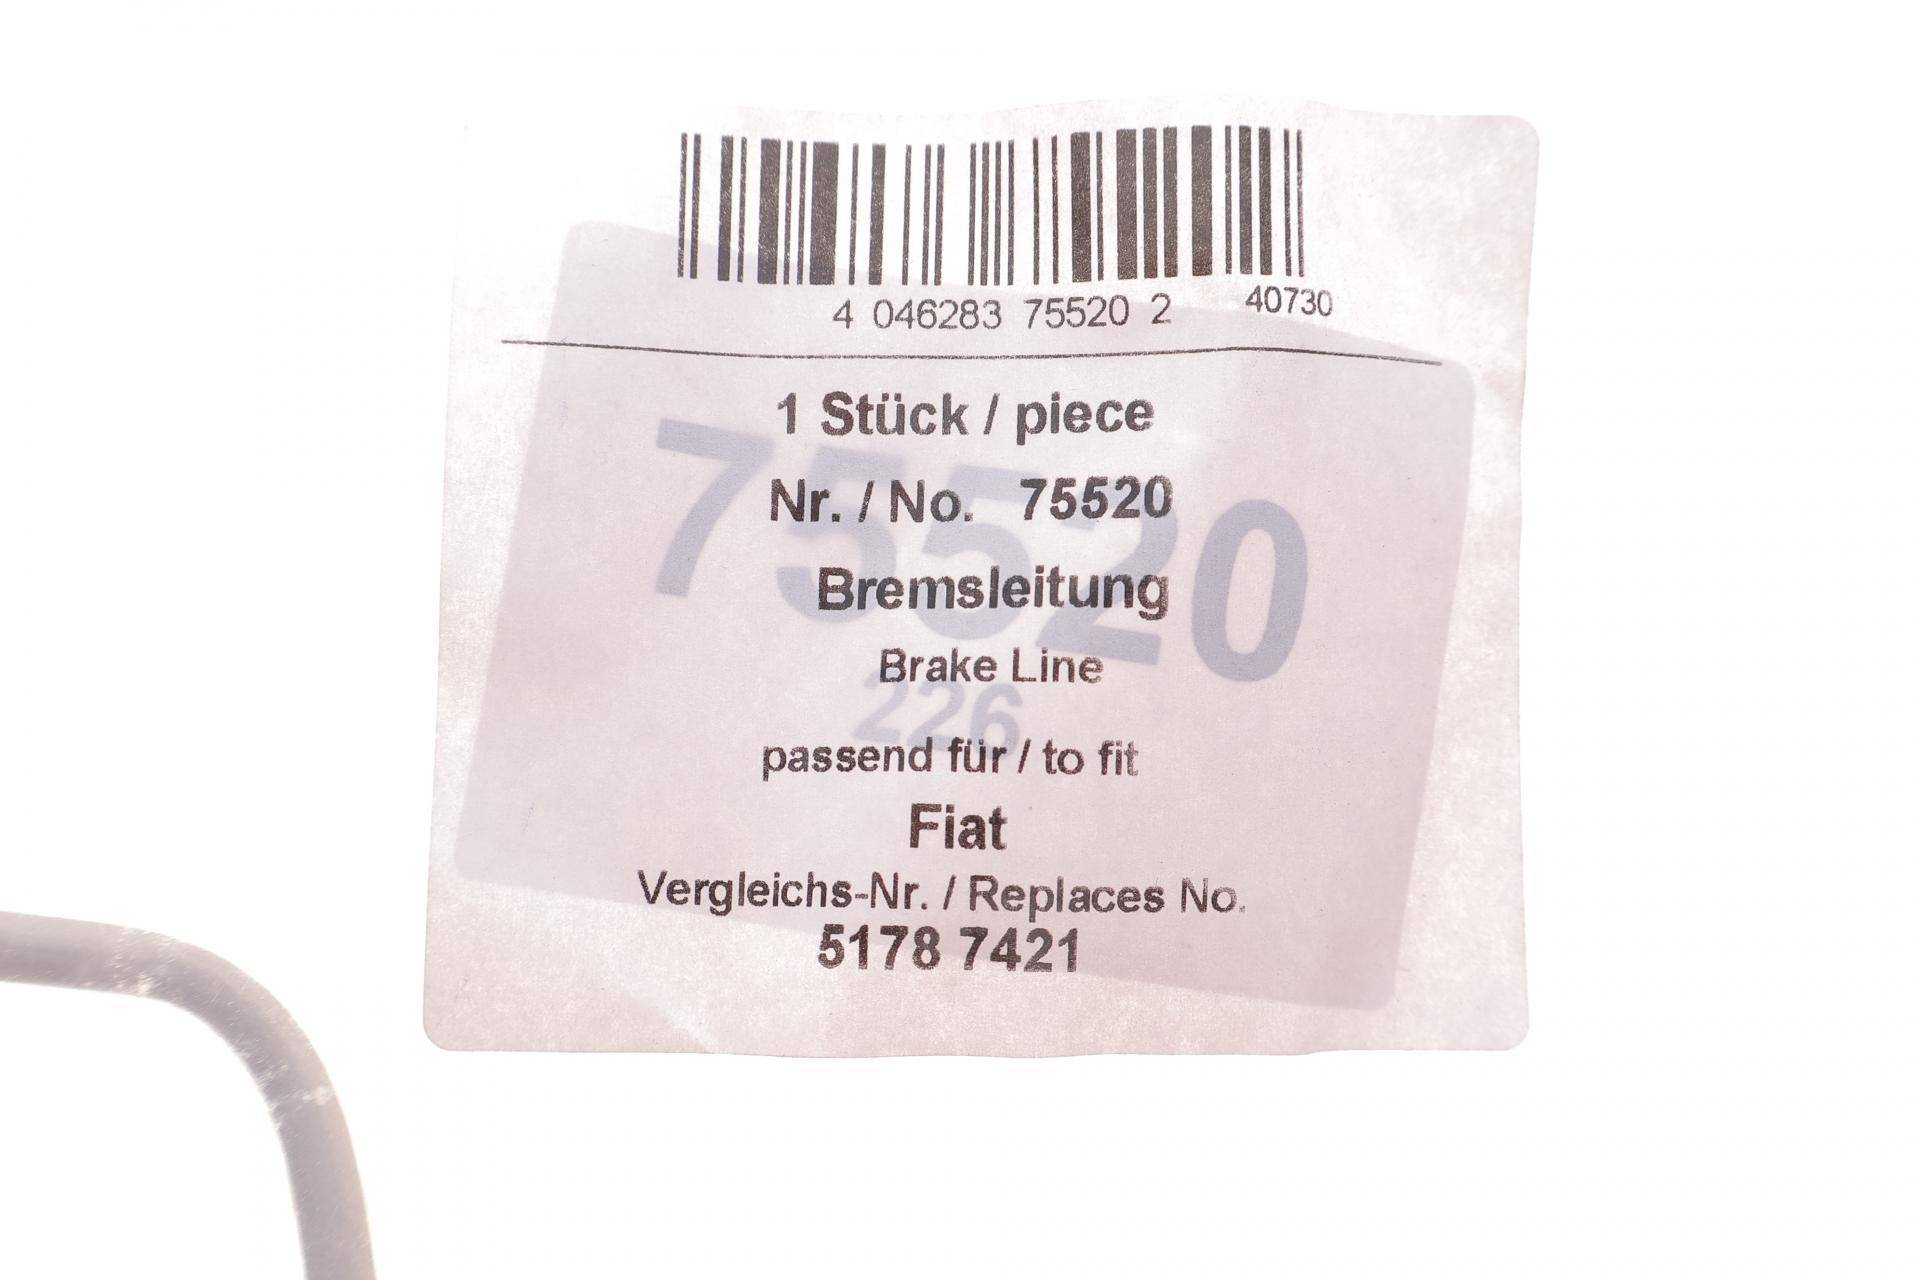 4 046283 75520 2 40730
1 Stück / piece
Nr. / No. 75520
75520
Bremsleitung
Brake Line
226
passend für / to fit
Fiat
Vergleichs-Nr. / Replaces No.
5178 7421